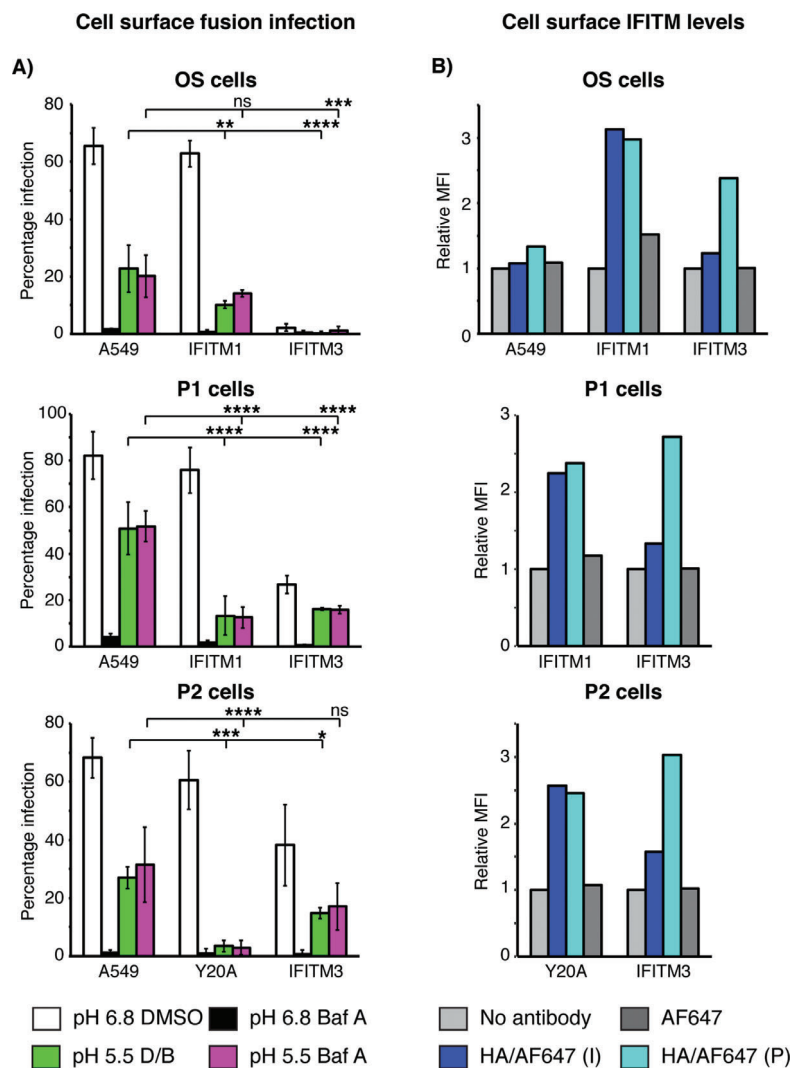 Cell surface fusion infection
Cell surface IFITM levels
A)
OS cells
Percentage infection
80
60
40
20
0
ns
***
**
****
A549
IFITM1
IFITM3
B)
OS cells
Relative MFI
3
2
1
0
A549
IFITM1
IFITM3
P1 cells
Percentage infection
100
80
60
40
20
0
****
****
****
****
A549
IFITM1
IFITM3
P1 cells
Relative MFI
3
2
1
0
IFITM1
IFITM3
P2 cells
Percentage infection
80
60
40
20
0
****
ns
***
*
A549
Y20A
IFITM3
P2 cells
Relative MFI
3
2
1
0
Y20A
IFITM3
pH 6.8 DMSO
pH 6.8 Baf A
pH 5.5 D/B
pH 5.5 Baf A
No antibody
AF647
HA/AF647 (I)
HA/AF647 (P)